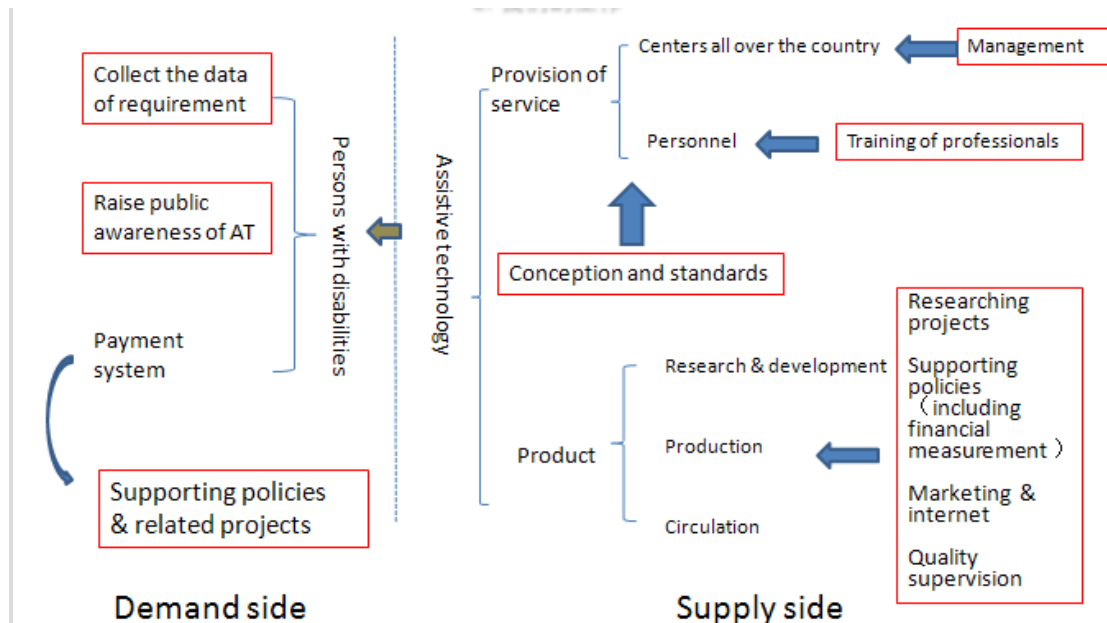 Collect the data
of requirement
Raise public
awareness of AT
Payment
system
Supporting policies
& related projects
Persons with disabilities
Demand side
Assistive technology
Provision of
service
Centers all over the country
Management
Personnel
Training of professionals
Conception and standards
Product
Research & development
Production
Circulation
Researching
projects
Supporting
policies
（including
financial
measurement）
Marketing &
internet
Quality
supervision
Supply side